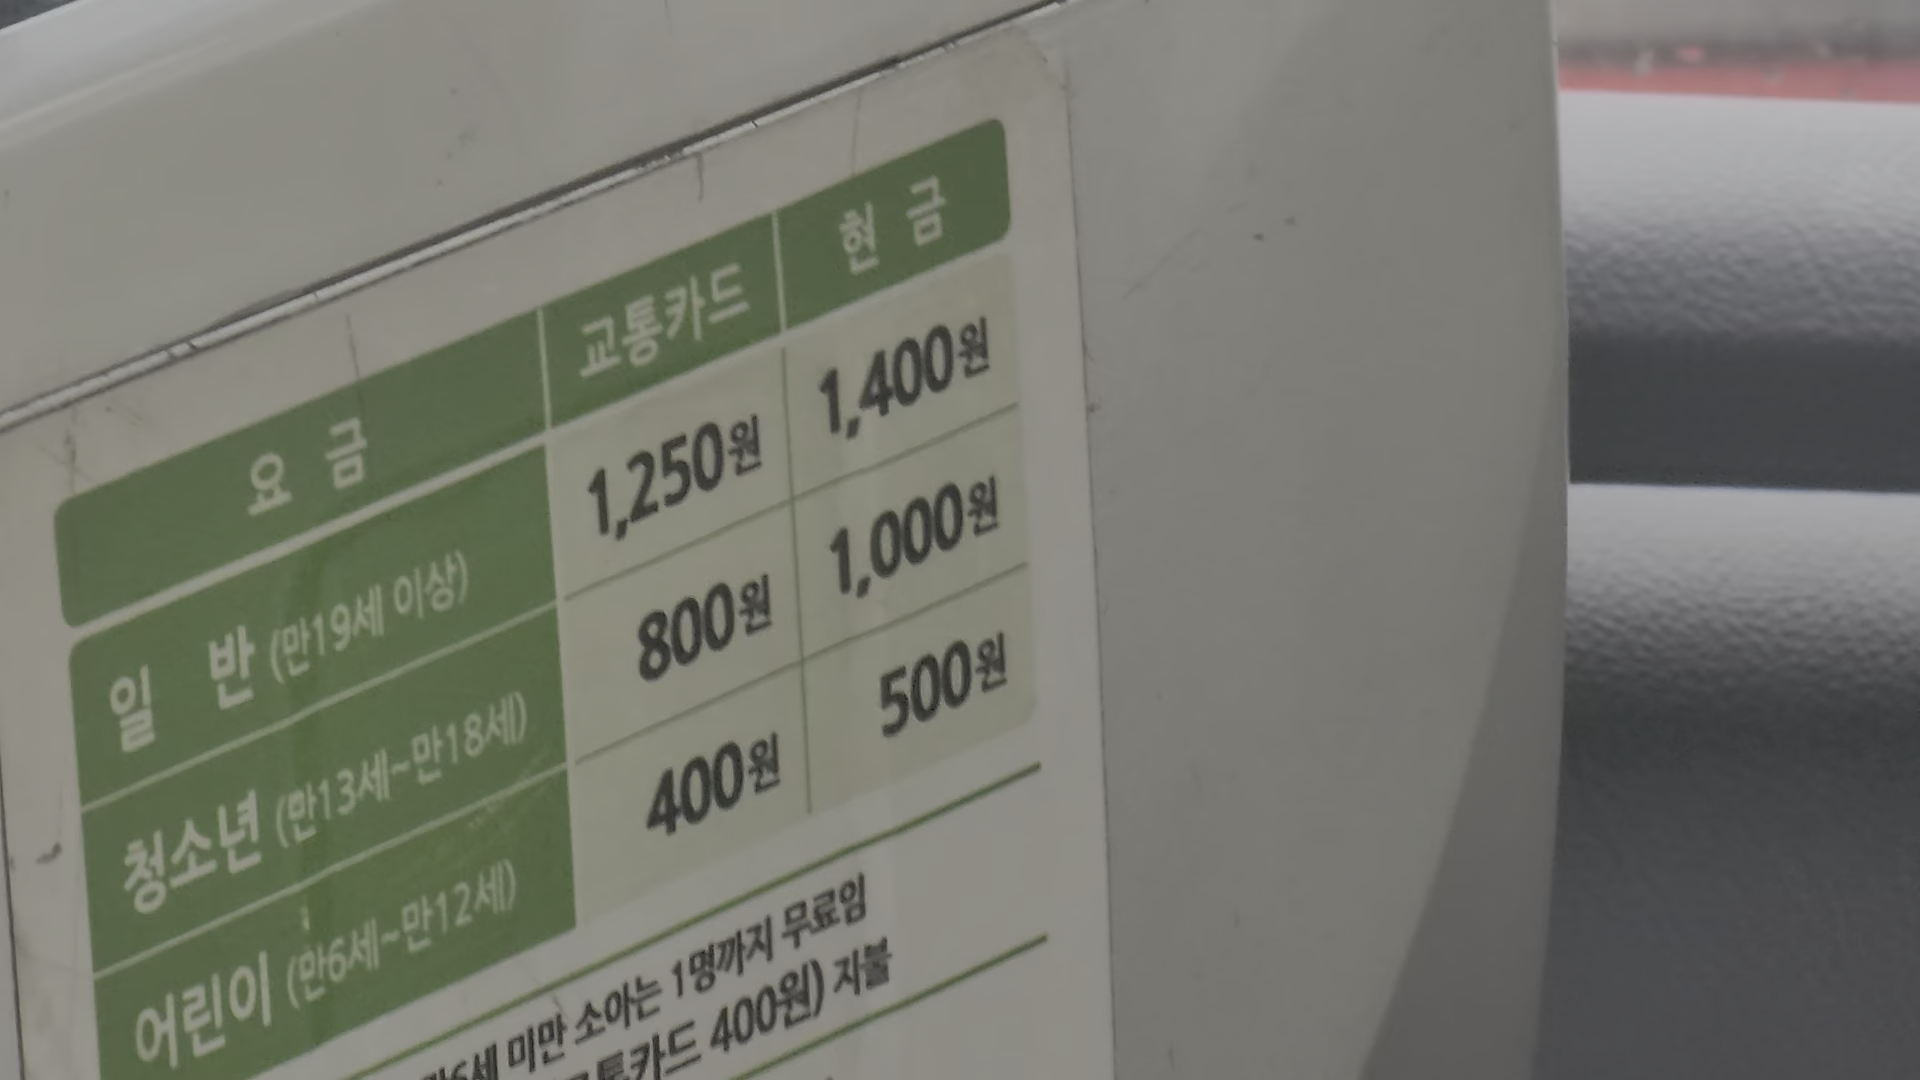 요 금 교통카드 현 금
일 반 (만19세 이상) 1,250원 1,400원
청소년 (만13세~만18세) 800원 1,000원
어린이 (만6세~만12세) 400원 500원
만6세 미만 소아는 1명까지 무료임
교통카드 400원) 지불